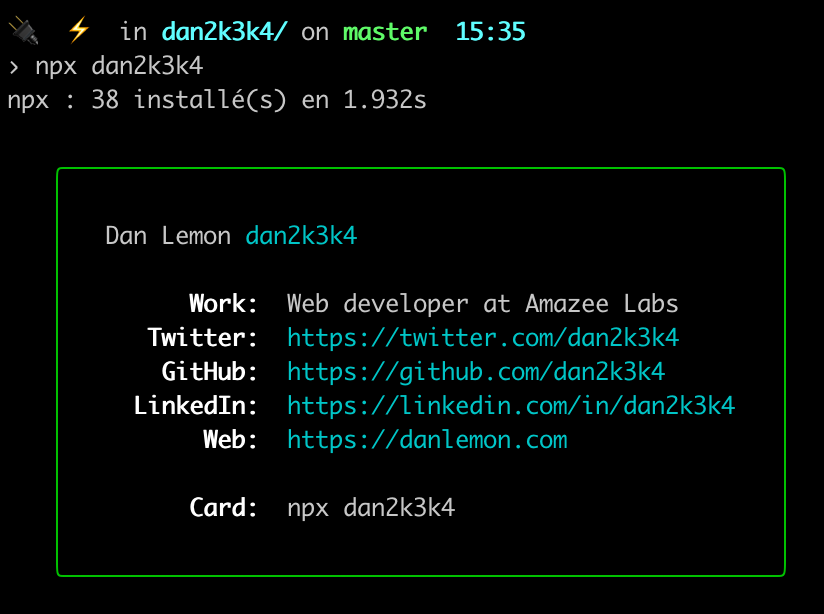 in dan2k3k4/ on master 15:35
› npx dan2k3k4
npx : 38 installé(s) en 1.932s
Dan Lemon dan2k3k4
Work: Web developer at Amazee Labs
Twitter: https://twitter.com/dan2k3k4
GitHub: https://github.com/dan2k3k4
LinkedIn: https://linkedin.com/in/dan2k3k4
Web: https://danlemon.com
Card: npx dan2k3k4